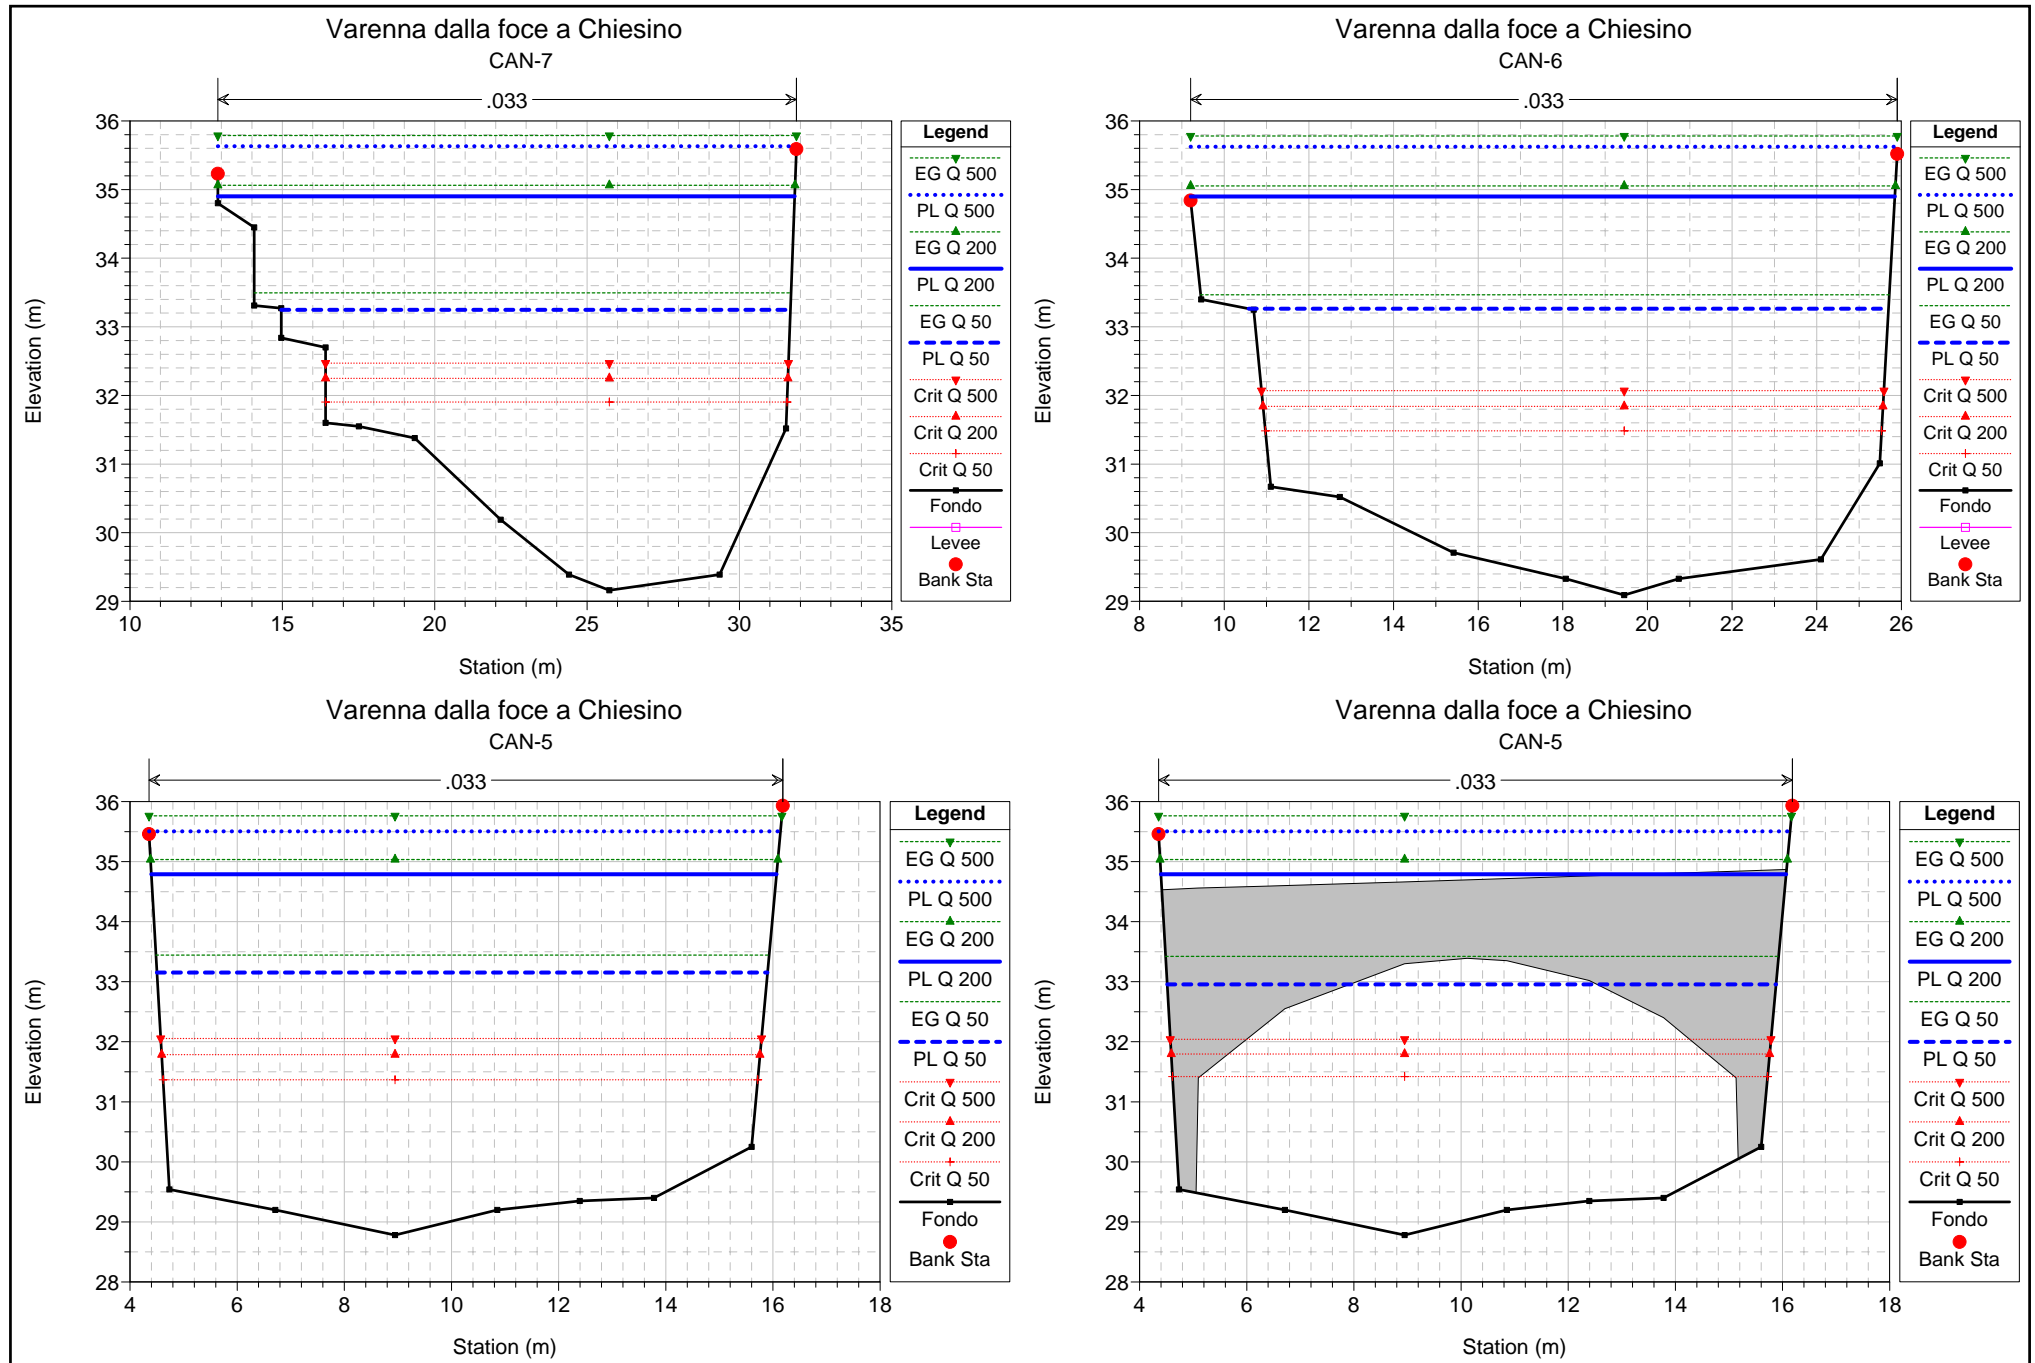 Varenna dalla foce a Chiesino
CAN-7
.033
36
35
34
33
32
31
30
29
10
15
20
25
30
35
Elevation (m)
Station (m)
Legend
EG Q 500
PL Q 500
EG Q 200
PL Q 200
EG Q 50
PL Q 50
Crit Q 500
Crit Q 200
Crit Q 50
Fondo
Levee
Bank Sta
Varenna dalla foce a Chiesino
CAN-6
.033
36
35
34
33
32
31
30
29
8
10
12
14
16
18
20
22
24
26
Elevation (m)
Station (m)
Legend
EG Q 500
PL Q 500
EG Q 200
PL Q 200
EG Q 50
PL Q 50
Crit Q 500
Crit Q 200
Crit Q 50
Fondo
Levee
Bank Sta
Varenna dalla foce a Chiesino
CAN-5
.033
36
35
34
33
32
31
30
29
28
4
6
8
10
12
14
16
18
Elevation (m)
Station (m)
Legend
EG Q 500
PL Q 500
EG Q 200
PL Q 200
EG Q 50
PL Q 50
Crit Q 500
Crit Q 200
Crit Q 50
Fondo
Bank Sta
Varenna dalla foce a Chiesino
CAN-5
.033
36
35
34
33
32
31
30
29
28
4
6
8
10
12
14
16
18
Elevation (m)
Station (m)
Legend
EG Q 500
PL Q 500
EG Q 200
PL Q 200
EG Q 50
PL Q 50
Crit Q 500
Crit Q 200
Crit Q 50
Fondo
Bank Sta